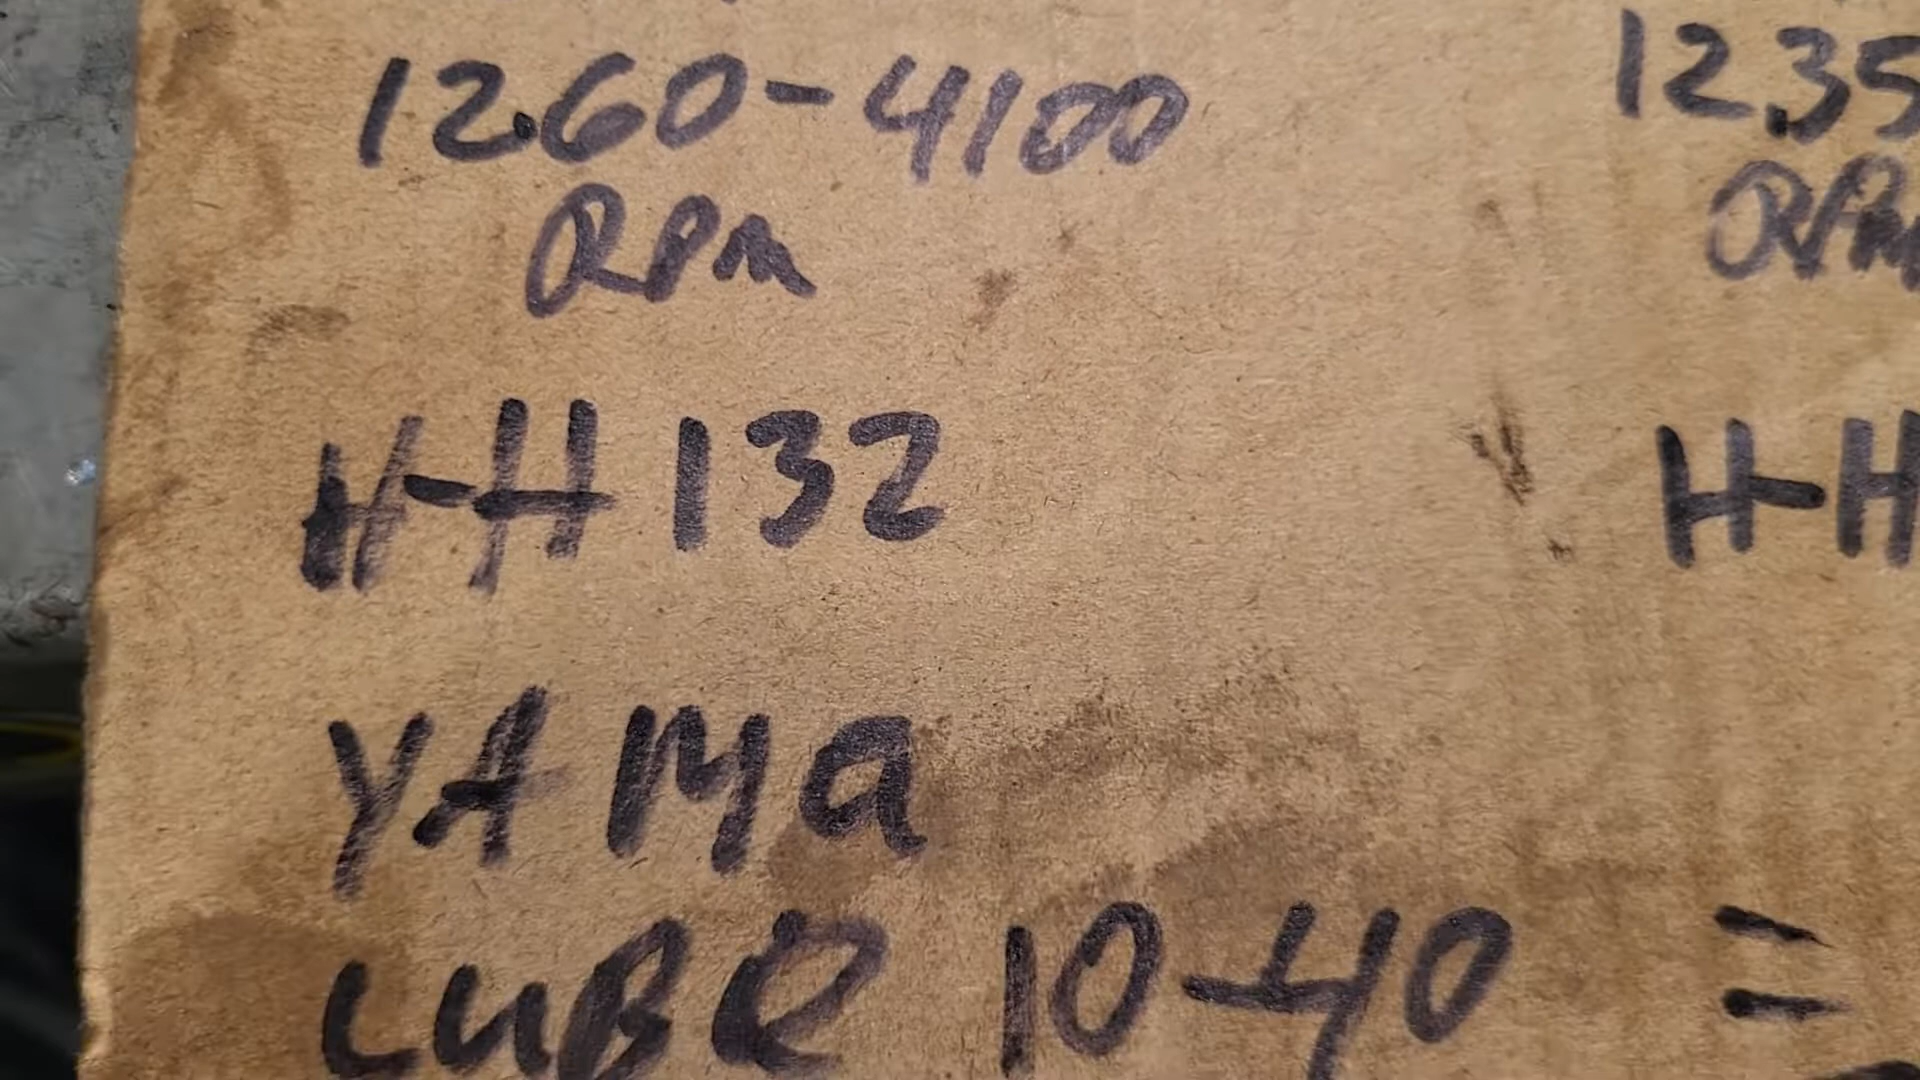 12.60-4100 12.35
RPM RPM
H-H 132 H-H
YAMa
LUBE 10-40 =